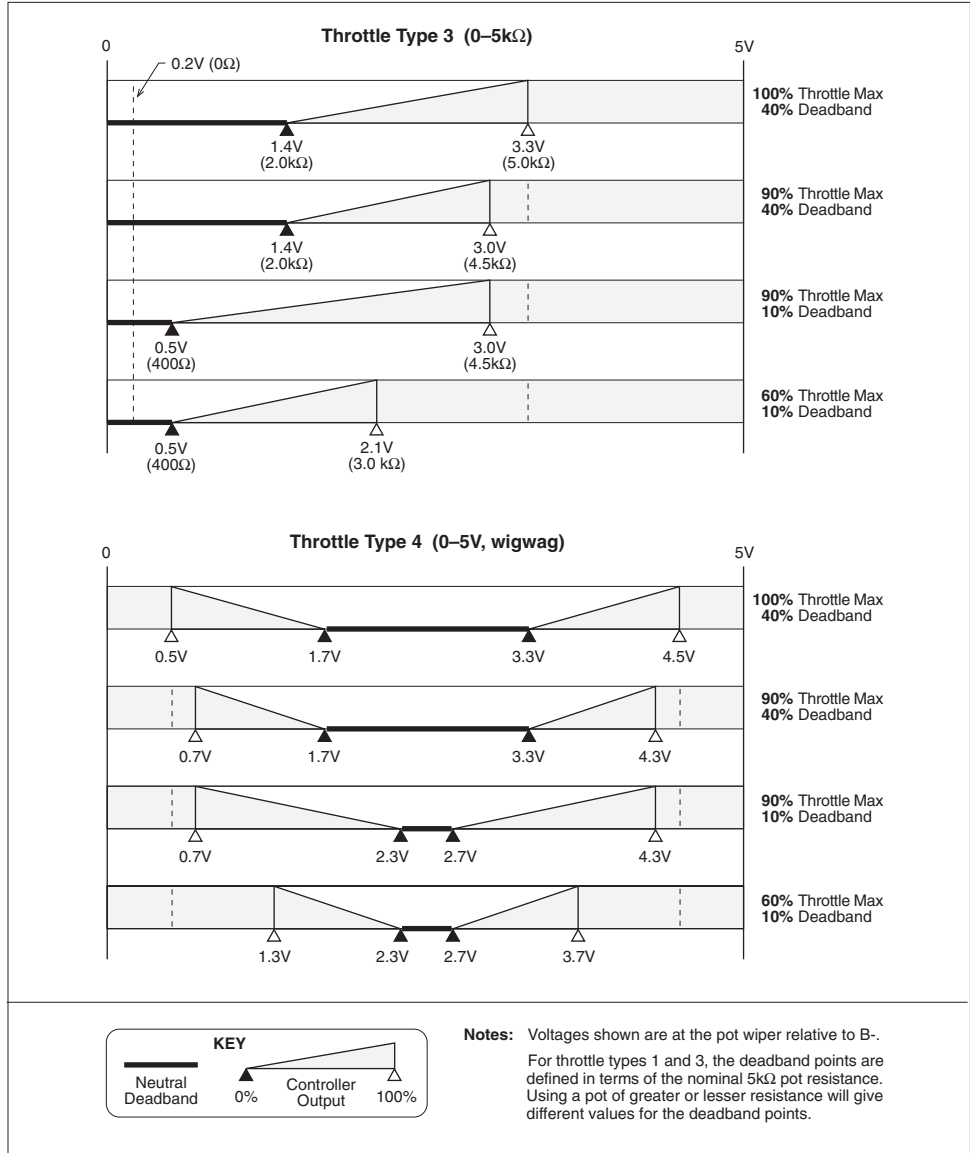 Throttle Type 3 (0–5kΩ)
0
5V
0.2V (0Ω)
100% Throttle Max
40% Deadband
1.4V
(2.0kΩ)
3.3V
(5.0kΩ)
90% Throttle Max
40% Deadband
1.4V
(2.0kΩ)
3.0V
(4.5kΩ)
90% Throttle Max
10% Deadband
0.5V
(400Ω)
3.0V
(4.5kΩ)
60% Throttle Max
10% Deadband
0.5V
(400Ω)
2.1V
(3.0 kΩ)
Throttle Type 4 (0–5V, wigwag)
0
5V
100% Throttle Max
40% Deadband
0.5V
1.7V
3.3V
4.5V
90% Throttle Max
40% Deadband
0.7V
1.7V
3.3V
4.3V
90% Throttle Max
10% Deadband
0.7V
2.3V
2.7V
4.3V
60% Throttle Max
10% Deadband
1.3V
2.3V
2.7V
3.7V
KEY
Neutral
Deadband
0%
Controller
Output
100%
Notes: Voltages shown are at the pot wiper relative to B-.
For throttle types 1 and 3, the deadband points are
defined in terms of the nominal 5kΩ pot resistance.
Using a pot of greater or lesser resistance will give
different values for the deadband points.